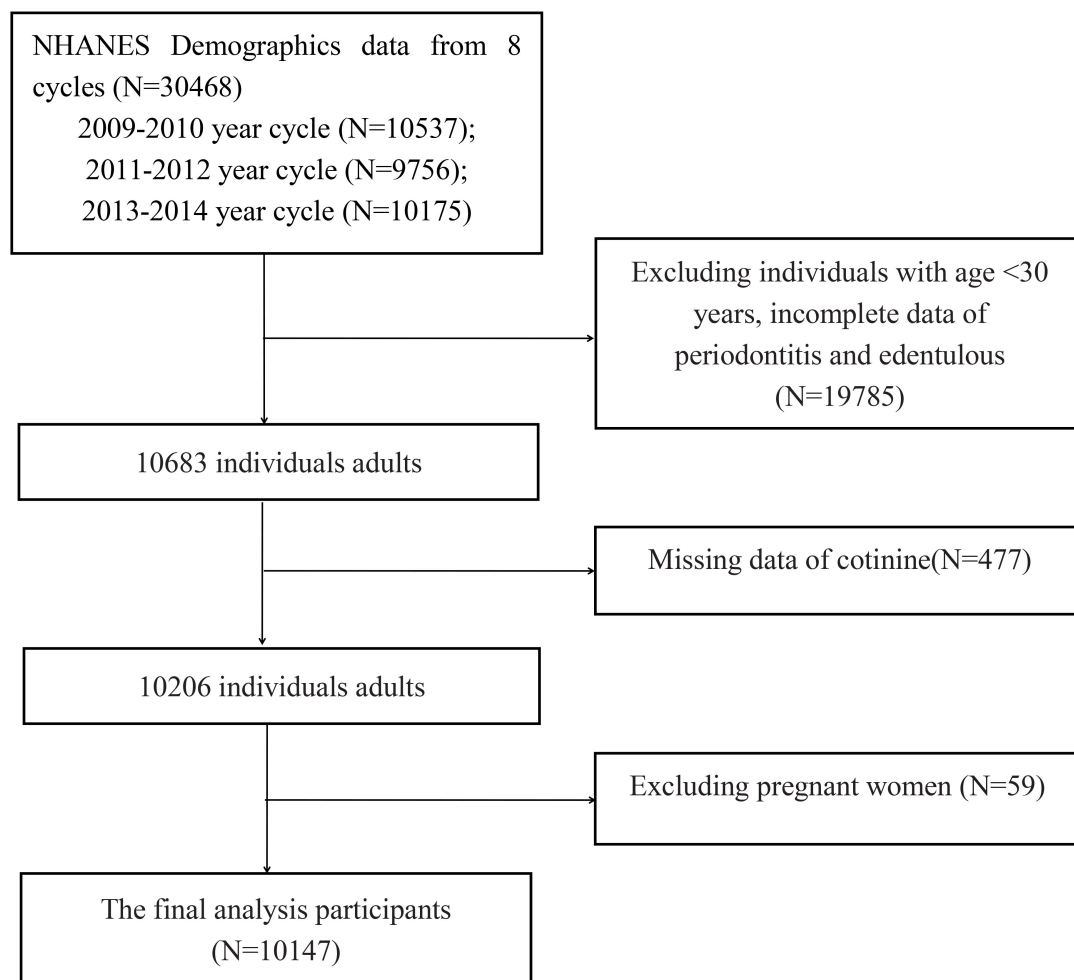 NHANES Demographics data from 8
cycles (N=30468)
2009-2010 year cycle (N=10537);
2011-2012 year cycle (N=9756);
2013-2014 year cycle (N=10175)
Excluding individuals with age <30
years, incomplete data of
periodontitis and edentulous
(N=19785)
10683 individuals adults
Missing data of cotinine(N=477)
10206 individuals adults
Excluding pregnant women (N=59)
The final analysis participants
(N=10147)